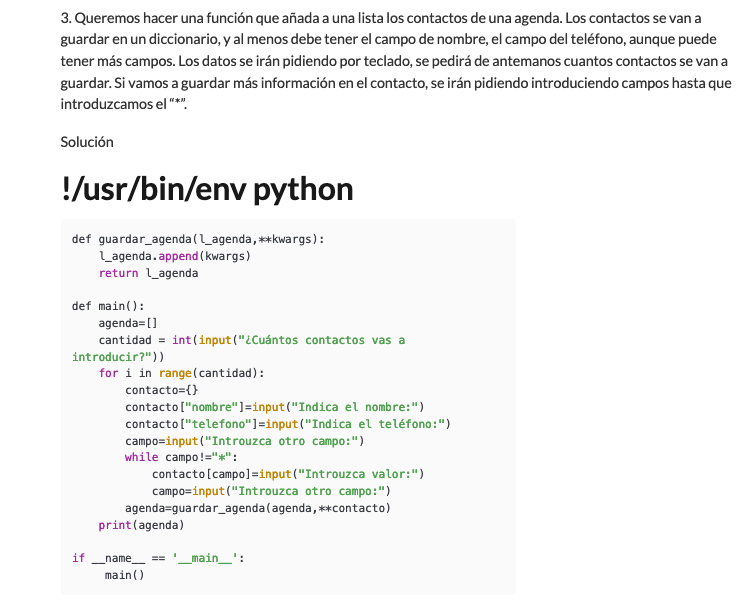 3. Queremos hacer una función que añada a una lista los contactos de una agenda. Los contactos se van a
guardar en un diccionario, y al menos debe tener el campo de nombre, el campo del teléfono, aunque puede
tener más campos. Los datos se irán pidiendo por teclado, se pedirá de antemanos cuantos contactos se van a
guardar. Si vamos a guardar más información en el contacto, se irán pidiendo introduciendo campos hasta que
introduzcamos el “*”.
Solución
!/usr/bin/env python
def guardar_agenda(l_agenda,**kwargs):
    l_agenda.append(kwargs)
    return l_agenda
def main():
    agenda=[]
    cantidad = int(input("¿Cuántos contactos vas a
introducir?"))
    for i in range(cantidad):
        contacto={}
        contacto["nombre"]=input("Indica el nombre:")
        contacto["telefono"]=input("Indica el teléfono:")
        campo=input("Introuzca otro campo:")
        while campo!="*":
            contacto[campo]=input("Introuzca valor:")
            campo=input("Introuzca otro campo:")
        agenda=guardar_agenda(agenda,**contacto)
    print(agenda)
if __name__ == '__main__':
     main()